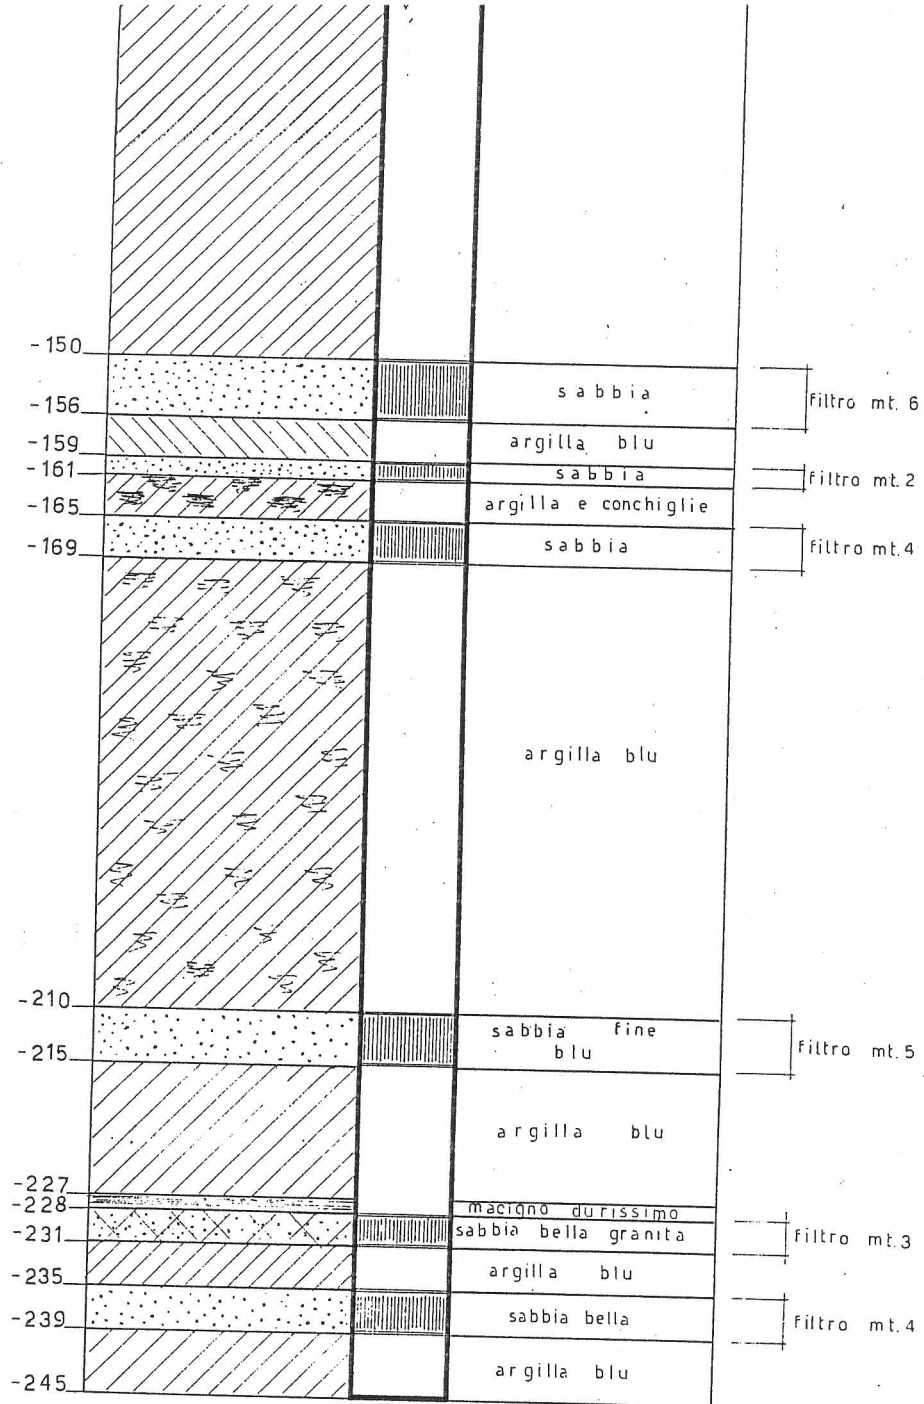 -150
sabbia
filtro mt. 6
-156
argilla blu
-159
sabbia
filtro mt. 2
-161
argilla e conchiglie
-165
sabbia
filtro mt. 4
-169
argilla blu
-210
sabbia fine
blu
filtro mt. 5
-215
argilla blu
-227
macigno durissimo
-228
sabbia bella granita
filtro mt. 3
-231
argilla blu
-235
sabbia bella
filtro mt. 4
-239
argilla blu
-245